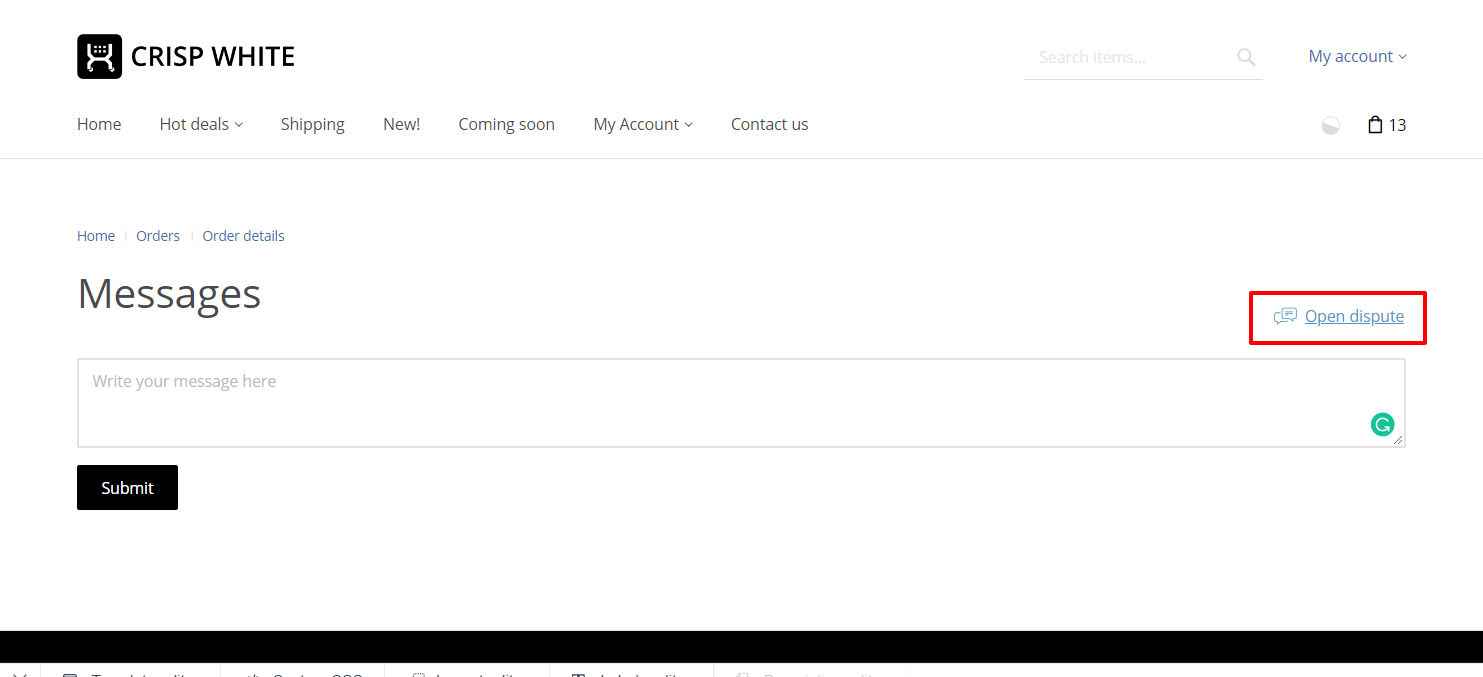 CRISP WHITE
Search items...
My account
Home
Hot deals
Shipping
New!
Coming soon
My Account
Contact us
13
Home
Orders
Order details
Messages
Open dispute
Write your message here
Submit